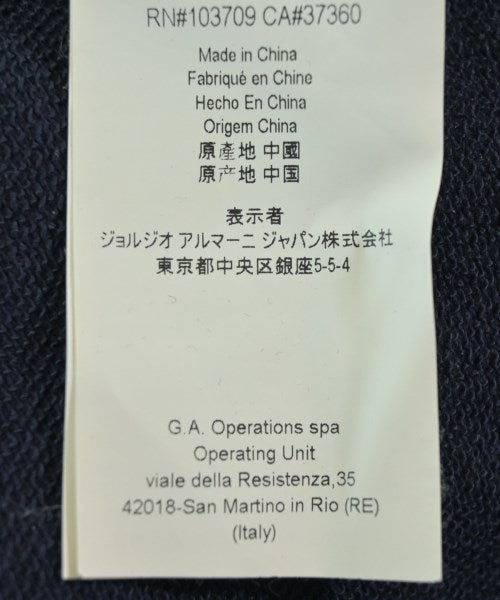 RN#103709 CA#37360
Made in China
Fabriqué en Chine
Hecho En China
Origem China
原產地 中國
原产地 中国
表示者
ジョルジオ アルマーニ ジャパン株式会社
東京都中央区銀座5-5-4
G.A. Operations spa
Operating Unit
viale della Resistenza,35
42018-San Martino in Rio (RE)
(Italy)